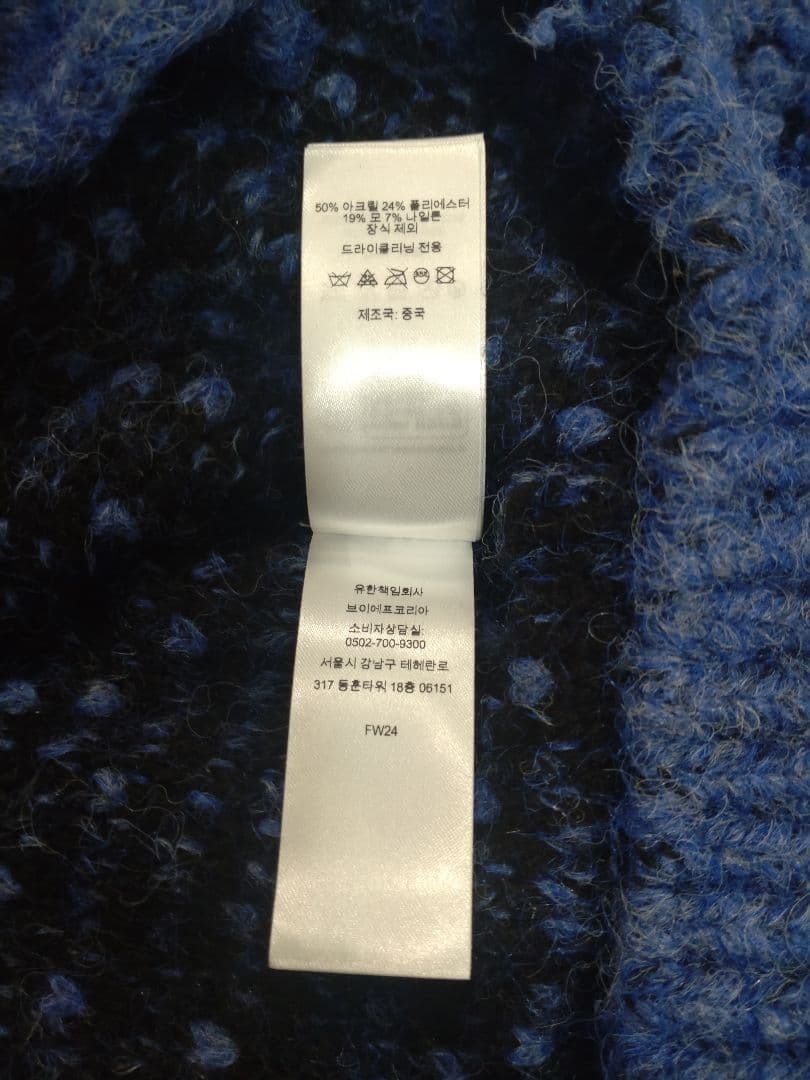 50% 아크릴 24% 폴리에스터
19% 모 7% 나일론
장식 제외
드라이클리닝 전용
제조국: 중국
유한책임회사
브이에프코리아
소비자상담실:
0502-700-9300
서울시 강남구 테헤란로
317 동훈타워 18층 06151
FW24